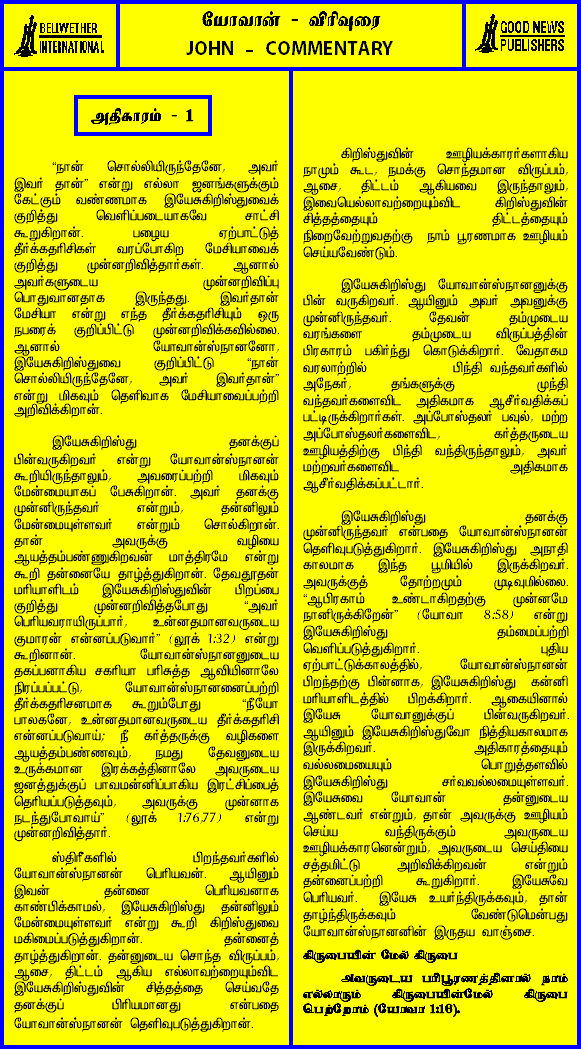 BELWETHER
INTERNATIONAL
யோவான் - விரிவுரை
JOHN - COMMENTARY
GOOD NEWS
PUBLISHERS
அதிகாரம் - 1
“நான் சொல்லியிருந்தேனே, அவர்
இவர் தான்” என்று எல்லா ஜனங்களுக்கும்
கேட்கும் வண்ணமாக இயேசுகிறிஸ்துவைக்
குறித்து வெளிப்படையாகவே சாட்சி
கூறுகிறான். பழைய ஏற்பாட்டுத்
தீர்க்கதரிசிகள் வரப்போகிற மேசியாவைக்
குறித்து முன்னறிவித்தார்கள். ஆனால்
அவர்களுடைய முன்னறிவிப்பு
பொதுவானதாக இருந்தது. இவர்தான்
மேசியா என்று எந்த தீர்க்கதரிசியும் ஒரு
நபரைக் குறிப்பிட்டு முன்னறிவிக்கவில்லை.
ஆனால் யோவான்ஸ்நானனோ,
இயேசுகிறிஸ்துவை குறிப்பிட்டு “நான்
சொல்லியிருந்தேனே, அவர் இவர்தான்”
என்று மிகவும் தெளிவாக மேசியாவைப்பற்றி
அறிவிக்கிறான்.
இயேசுகிறிஸ்து தனக்குப்
பின்வருகிறவர் என்று யோவான்ஸ்நானன்
கூறியிருந்தாலும், அவரைப்பற்றி மிகவும்
மேன்மையாகப் பேசுகிறான். அவர் தனக்கு
முன்னிருந்தவர் என்றும், தன்னிலும்
மேன்மையுள்ளவர் என்றும் சொல்கிறான்.
தான் அவருக்கு வழியை
ஆயத்தம்பண்ணுகிறவன் மாத்திரமே என்று
கூறி தன்னையே தாழ்த்துகிறான். தேவதூதன்
மரியாளிடம் இயேசுகிறிஸ்துவின் பிறப்பை
குறித்து முன்னறிவித்தபோது “அவர்
பெரியவராயிருப்பார், உன்னதமானவருடைய
குமாரன் என்னப்படுவார்” (லூக் 1:32) என்று
கூறினான். யோவான்ஸ்நானனுடைய
தகப்பனாகிய சகரியா பரிசுத்த ஆவியினாலே
நிரப்பப்பட்டு, யோவான்ஸ்நானனைப்பற்றி
தீர்க்கதரிசனமாக கூறும்போது “நீயோ
பாலகனே, உன்னதமானவருடைய தீர்க்கதரிசி
என்னப்படுவாய்; நீ கர்த்தருக்கு வழிகளை
ஆயத்தம்பண்ணவும், நமது தேவனுடைய
உருக்கமான இரக்கத்தினாலே அவருடைய
ஜனத்துக்குப் பாவமன்னிப்பாகிய இரட்சிப்பைத்
தெரியப்படுத்தவும், அவருக்கு முன்னாக
நடந்துபோவாய்” (லூக் 1:76,77) என்று
முன்னறிவித்தார்.
ஸ்திரீகளில் பிறந்தவர்களில்
யோவான்ஸ்நானன் பெரியவன். ஆயினும்
இவன் தன்னை பெரியவனாக
காண்பிக்காமல், இயேசுகிறிஸ்து தன்னிலும்
மேன்மையுள்ளவர் என்று கூறி கிறிஸ்துவை
மகிமைப்படுத்துகிறான். தன்னைத்
தாழ்த்துகிறான். தன்னுடைய சொந்த விருப்பம்,
ஆசை, திட்டம் ஆகிய எல்லாவற்றையும்விட
இயேசுகிறிஸ்துவின் சித்தத்தை செய்வதே
தனக்குப் பிரியமானது என்பதை
யோவான்ஸ்நானன் தெளிவுபடுத்துகிறான்.
கிறிஸ்துவின் ஊழியக்காரர்களாகிய
நாமும் கூட, நமக்கு சொந்தமான விருப்பம்,
ஆசை, திட்டம் ஆகியவை இருந்தாலும்,
இவையெல்லாவற்றையும்விட கிறிஸ்துவின்
சித்தத்தையும் திட்டத்தையும்
நிறைவேற்றுவதற்கு நாம் பூரணமாக ஊழியம்
செய்யவேண்டும்.
இயேசுகிறிஸ்து யோவான்ஸ்நானனுக்கு
பின் வருகிறவர். ஆயினும் அவர் அவனுக்கு
முன்னிருந்தவர். தேவன் தம்முடைய
வரங்களை தம்முடைய விருப்பத்தின்
பிரகாரம் பகிர்ந்து கொடுக்கிறார். வேதாகம
வரலாற்றில் பிந்தி வந்தவர்களில்
அநேகர், தங்களுக்கு முந்தி
வந்தவர்களைவிட அதிகமாக ஆசீர்வதிக்கப்
பட்டிருக்கிறார்கள். அப்போஸ்தலர் பவுல், மற்ற
அப்போஸ்தலர்களைவிட, கர்த்தருடைய
ஊழியத்திற்கு பிந்தி வந்திருந்தாலும், அவர்
மற்றவர்களைவிட அதிகமாக
ஆசீர்வதிக்கப்பட்டார்.
இயேசுகிறிஸ்து தனக்கு
முன்னிருந்தவர் என்பதை யோவான்ஸ்நானன்
தெளிவுபடுத்துகிறார். இயேசுகிறிஸ்து அநாதி
காலமாக இந்த பூமியில் இருக்கிறவர்.
அவருக்குத் தோற்றமும் முடிவுமில்லை.
“ஆபிரகாம் உண்டாகிறதற்கு முன்னமே
நானிருக்கிறேன்” (யோவா 8:58) என்று
இயேசுகிறிஸ்து தம்மைப்பற்றி
வெளிப்படுத்துகிறார். புதிய
ஏற்பாட்டுக்காலத்தில், யோவான்ஸ்நானன்
பிறந்ததற்கு பின்னாக, இயேசுகிறிஸ்து கன்னி
மரியாளிடத்தில் பிறக்கிறார். ஆகையினால்
இயேசு யோவானுக்குப் பின்வருகிறவர்.
ஆயினும் இயேசுகிறிஸ்துவோ நித்தியகாலமாக
இருக்கிறவர். அதிகாரத்தையும்
வல்லமையையும் பொறுத்தளவில்
இயேசுகிறிஸ்து சர்வவல்லமையுள்ளவர்.
இயேசுவை யோவான் தன்னுடைய
ஆண்டவர் என்றும், தான் அவருக்கு ஊழியம்
செய்ய வந்திருக்கும் அவருடைய
ஊழியக்காரனென்றும், அவருடைய செய்தியை
சத்தமிட்டு அறிவிக்கிறவன் என்றும்
தன்னைப்பற்றி கூறுகிறார். இயேசுவே
பெரியவர். இயேசு உயர்ந்திருக்கவும், தான்
தாழ்ந்திருக்கவும் வேண்டுமென்பது
யோவான்ஸ்நானனின் இருதய வாஞ்சை.
கிருபையின் மேல் கிருபை
அவருடைய பரிபூரணத்தினால் நாம்
எல்லாரும் கிருபையின்மேல் கிருபை
பெற்றோம் (யோவா 1:16).